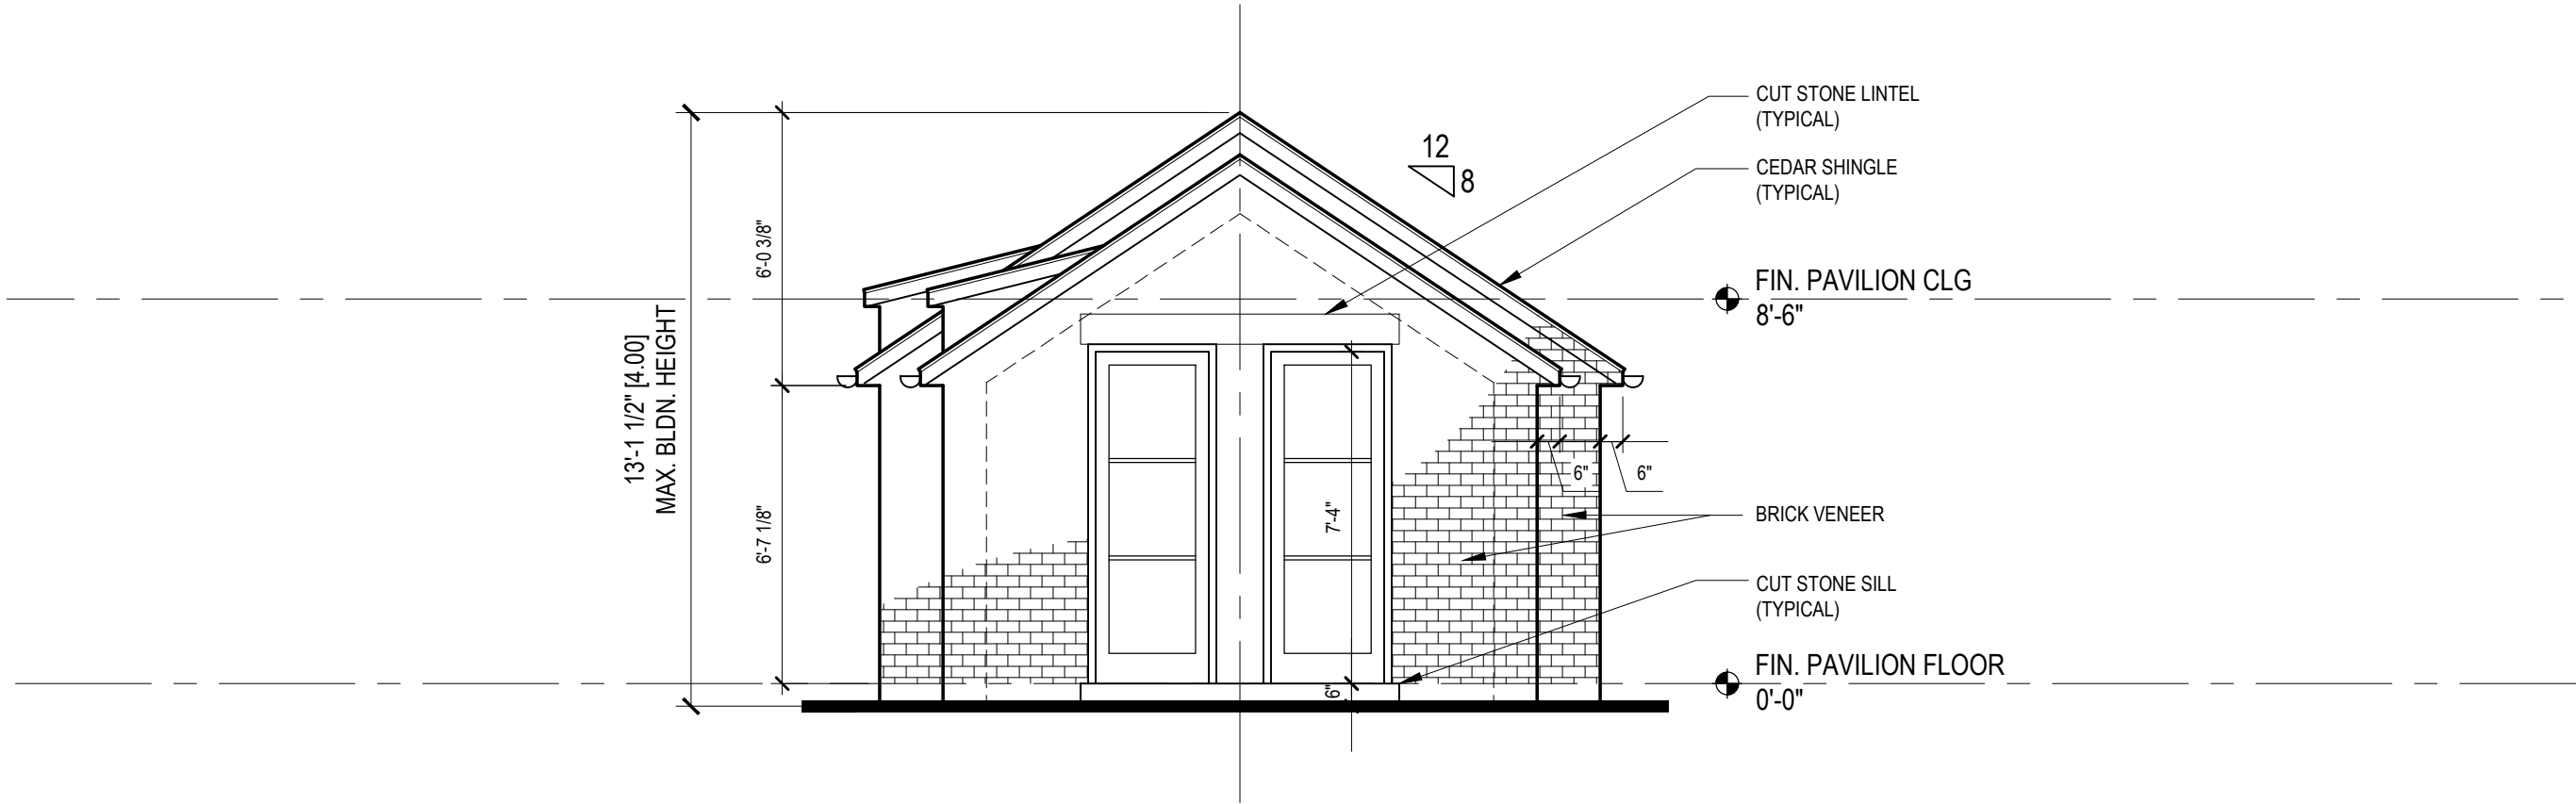 CUT STONE LINTEL
(TYPICAL)
12
8
CEDAR SHINGLE
(TYPICAL)
6'-0 3/8"
FIN. PAVILION CLG
8'-6"
13'-1 1/2" [4.00]
MAX. BLDN. HEIGHT
6"
6"
6'-7 1/8"
7'-4"
BRICK VENEER
CUT STONE SILL
(TYPICAL)
FIN. PAVILION FLOOR
0'-0"
6"